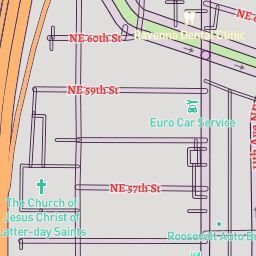 NE 60th St
Ravenna Dental Clinic
NE 59th St
Euro Car Service
NE 57th St
The Church of
Jesus Christ of
Latter-day Saints
Roosevelt Auto Bo